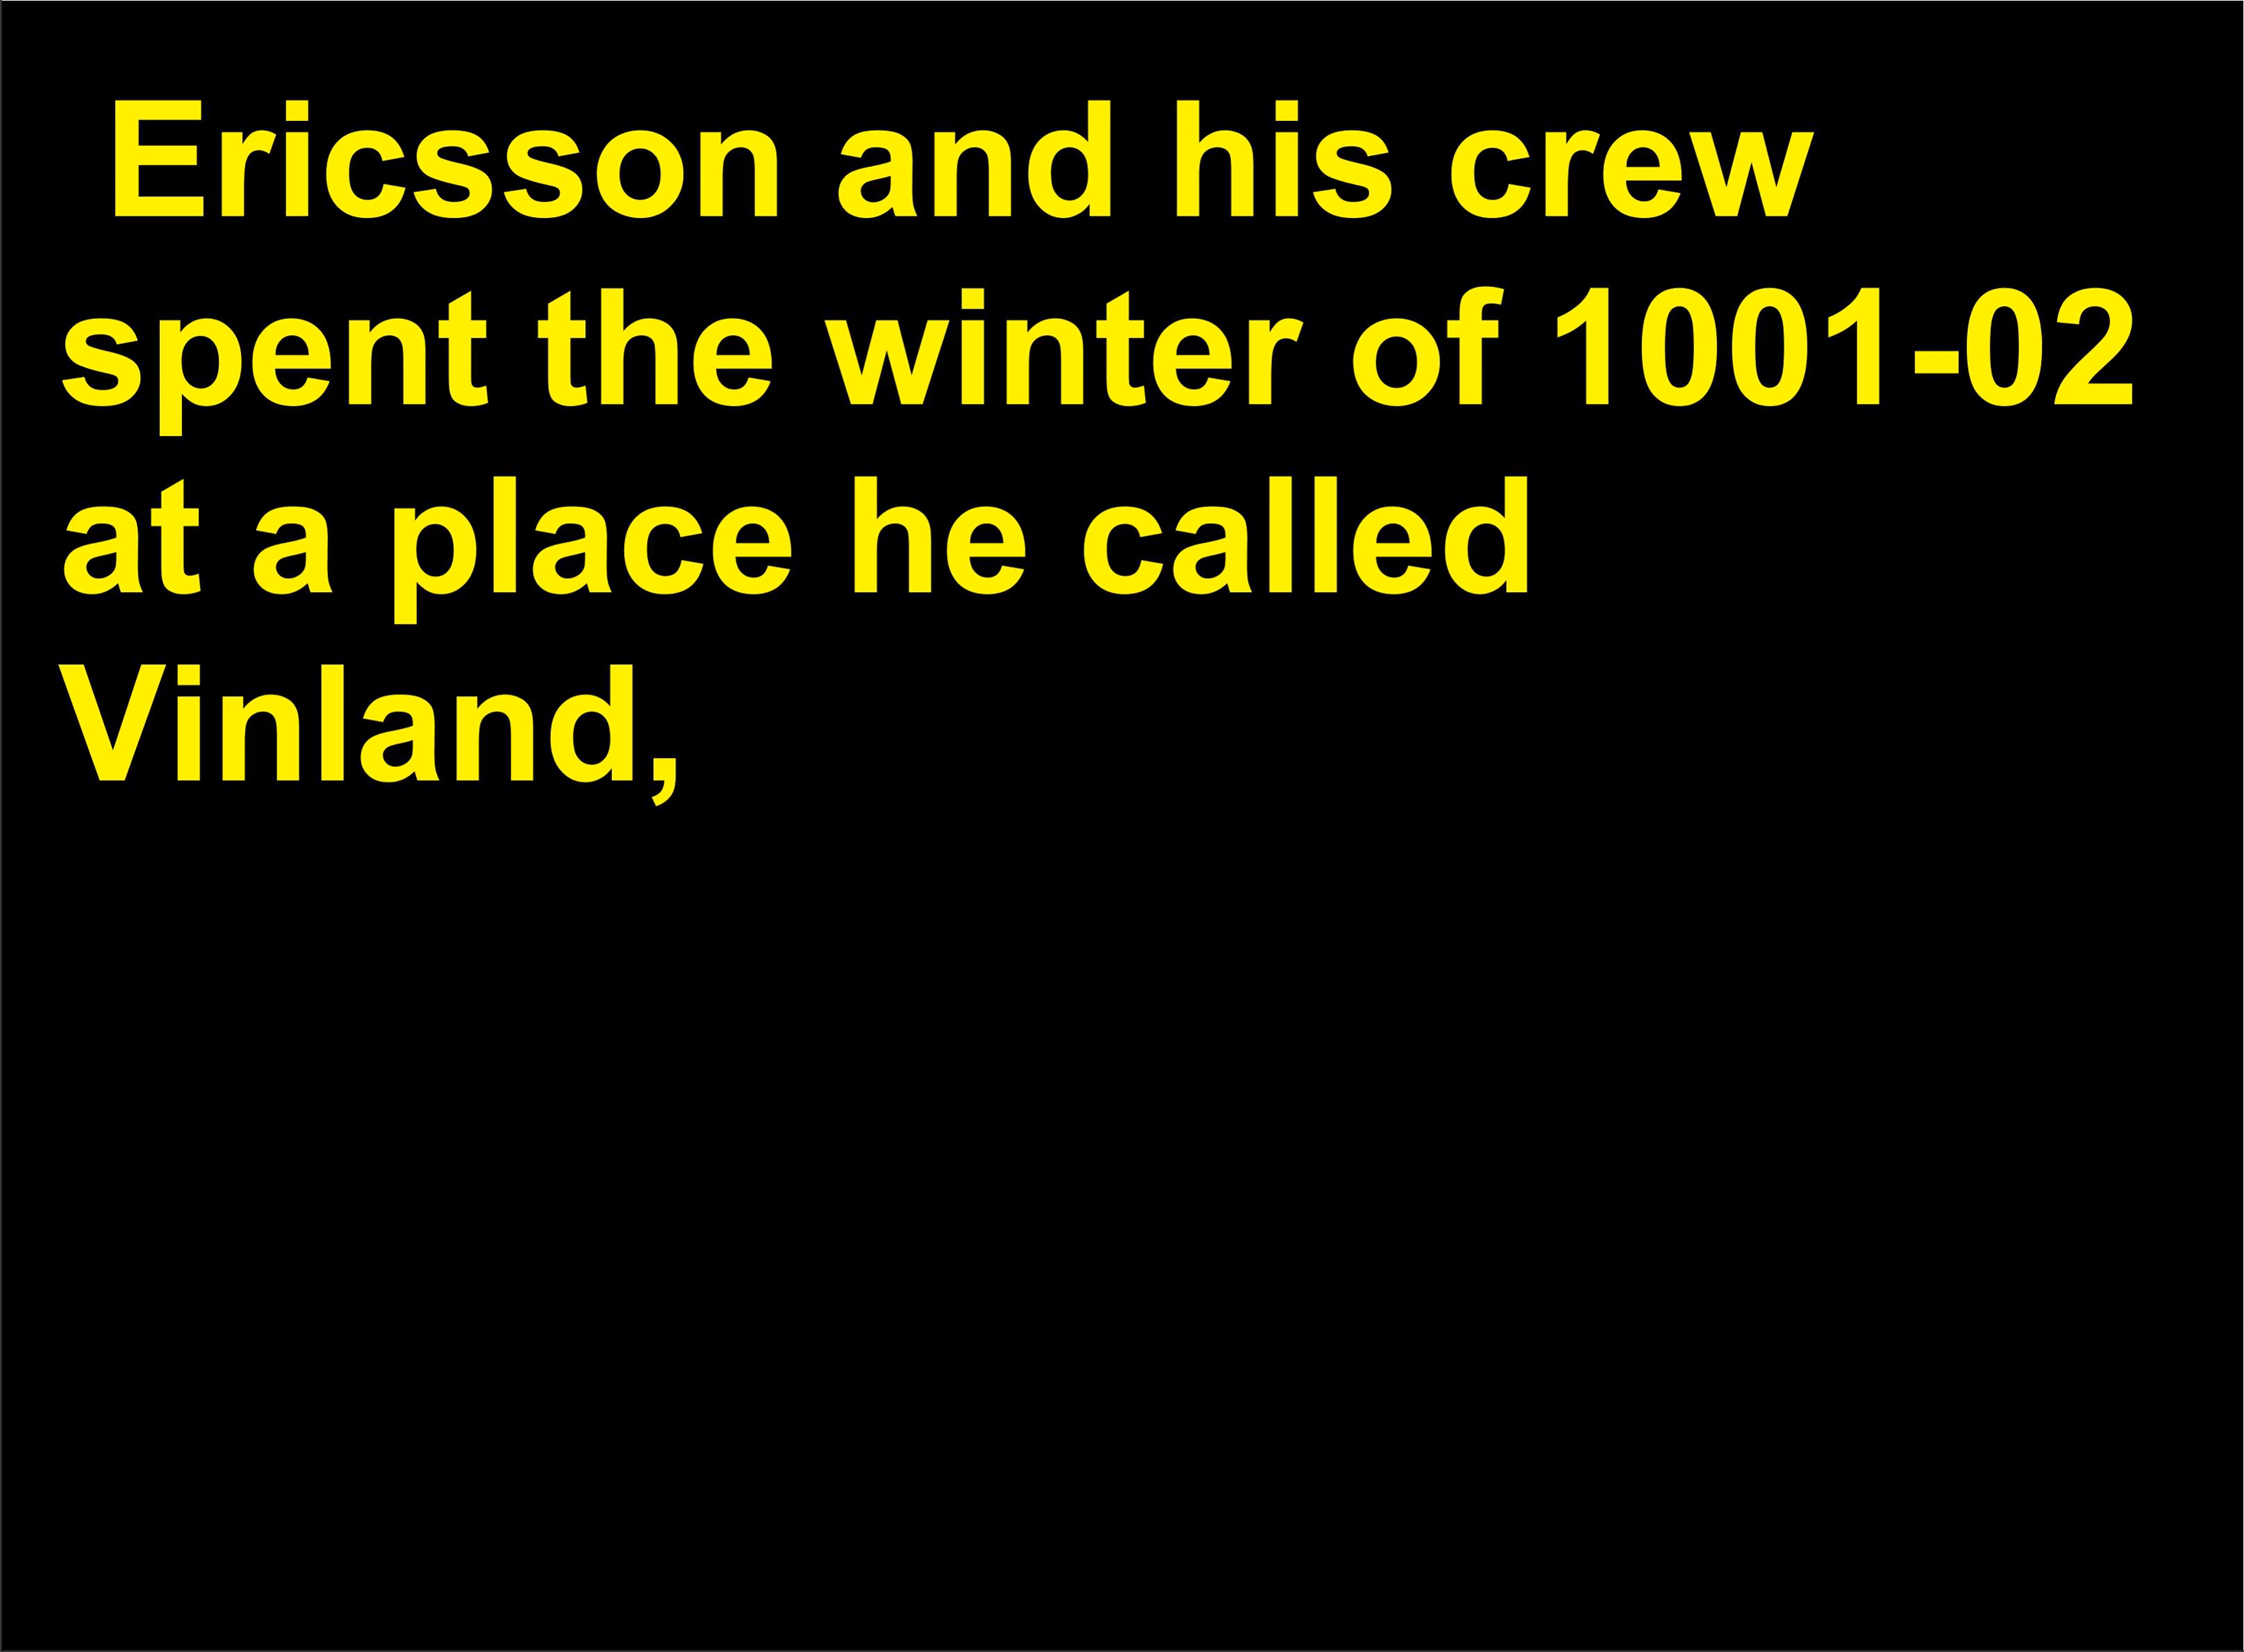 Ericsson and his crew
spent the winter of 1001-02
at a place he called
Vinland,